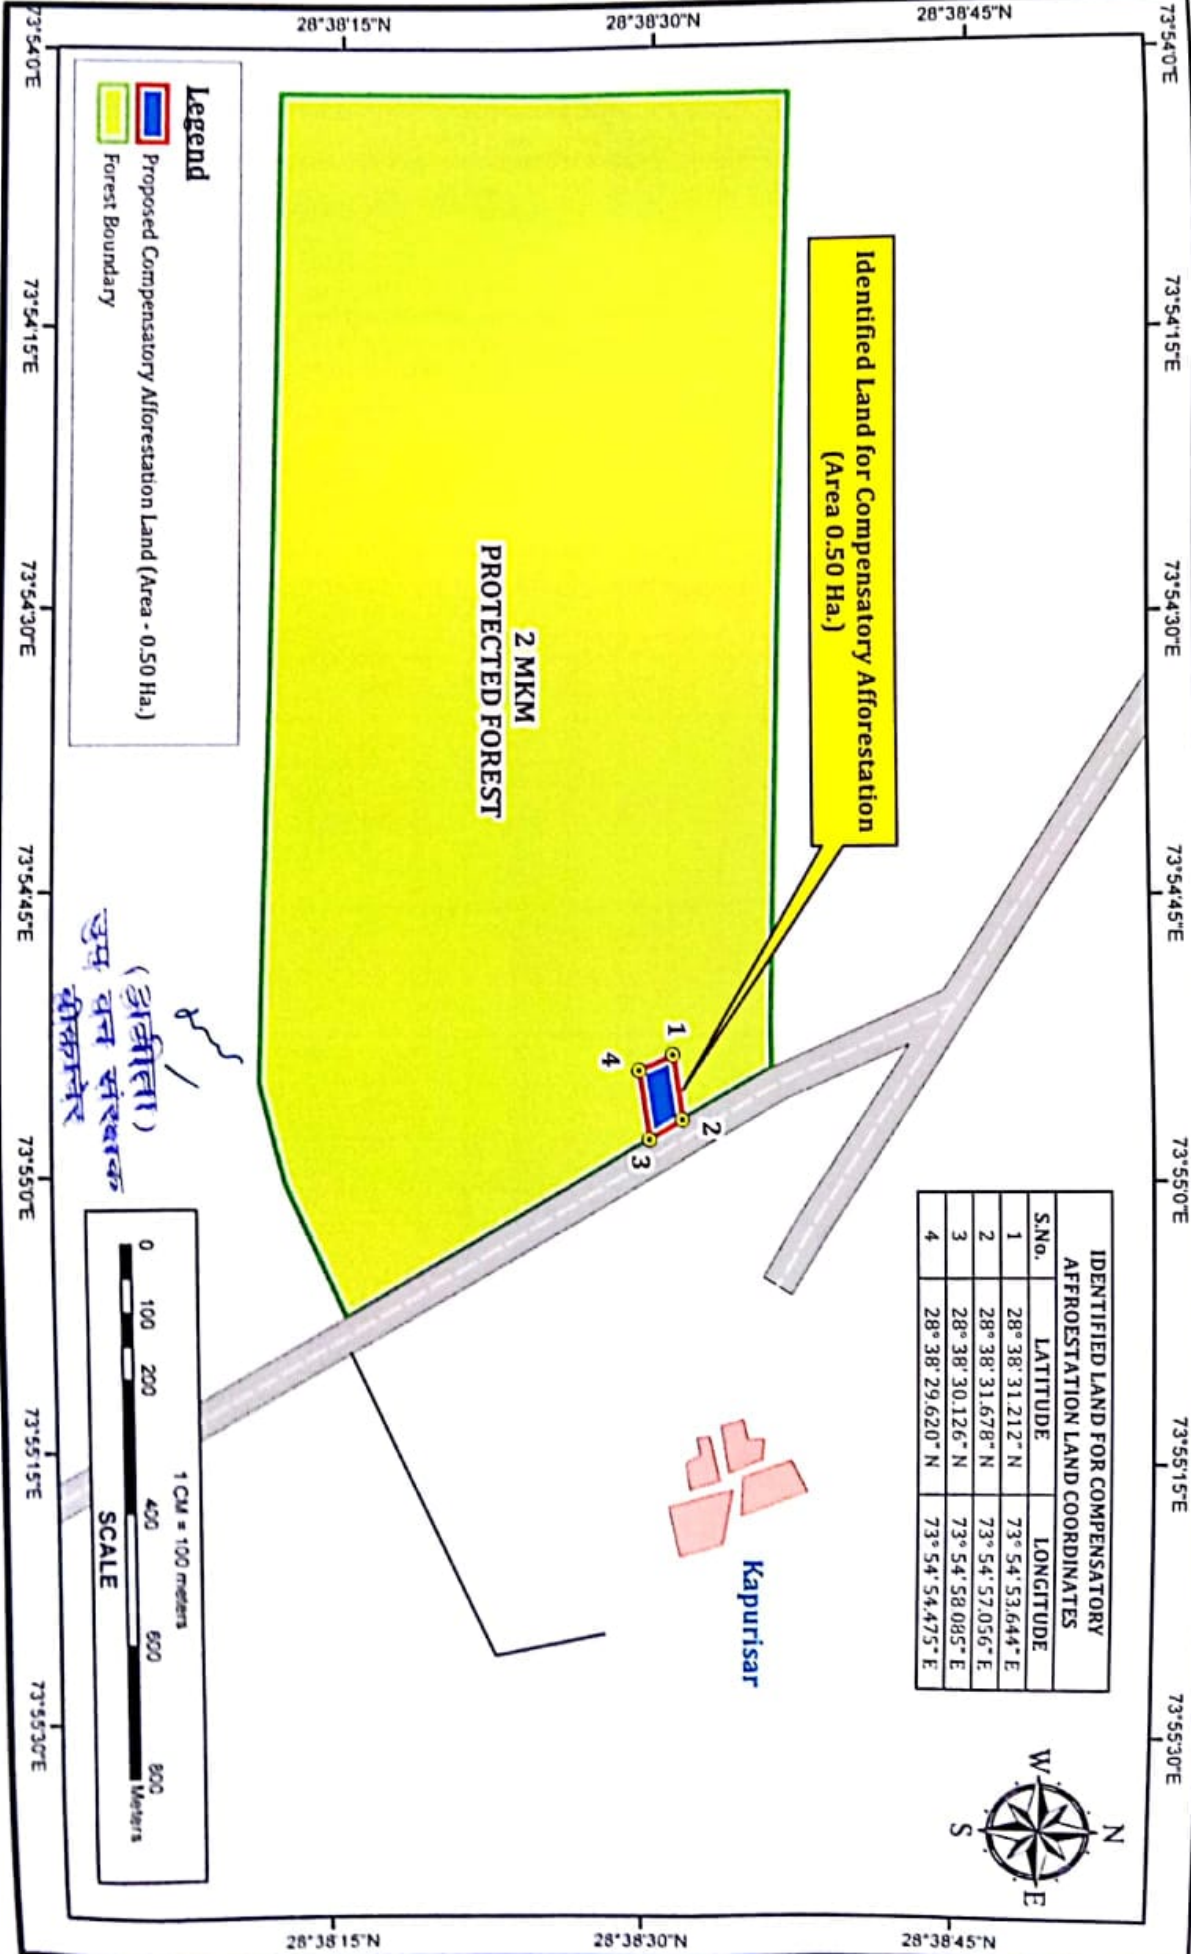 73°54'0"E
73°54'15"E
73°54'30"E
73°54'45"E
73°55'0"E
73°55'15"E
73°55'30"E
28°38'45"N
28°38'30"N
28°38'15"N
28°38'45"N
28°38'30"N
28°38'15"N
N
W
E
S
IDENTIFIED LAND FOR COMPENSATORY
AFFROESTATION LAND COORDINATES
S.No. LATITUDE LONGITUDE
1 28° 38' 31.212" N 73° 54' 53.644" E
2 28° 38' 31.678" N 73° 54' 57.056" E
3 28° 38' 30.126" N 73° 54' 58.085" E
4 28° 38' 29.620" N 73° 54' 54.475" E
Identified Land for Compensatory Afforestation
(Area 0.50 Ha.)
Kapurisar
1
2
3
4
2 MKM
PROTECTED FOREST
Legend
Proposed Compensatory Afforestation Land (Area - 0.50 Ha.)
Forest Boundary
उप वन संरक्षक
बीकानेर
1 CM = 100 meters
0 100 200 400 600 800
Meters
SCALE
73°54'0"E
73°54'15"E
73°54'30"E
73°54'45"E
73°55'0"E
73°55'15"E
73°55'30"E